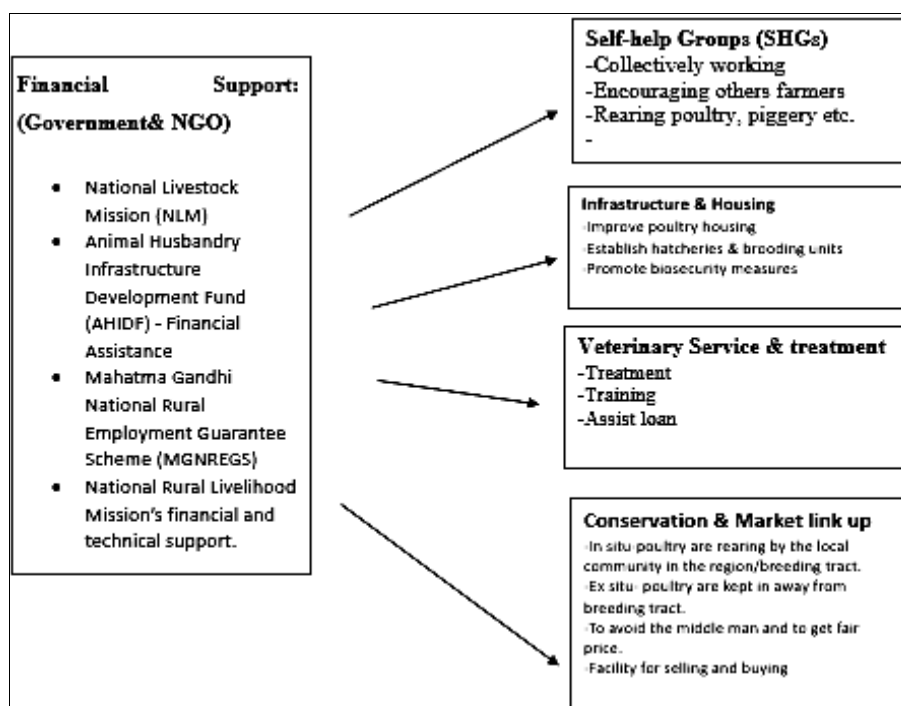 Financial Support:
(Government& NGO)
• National Livestock
Mission (NLM)
• Animal Husbandry
Infrastructure
Development Fund
(AHIDF) - Financial
Assistance
• Mahatma Gandhi
National Rural
Employment Guarantee
Scheme (MGNREGS)
• National Rural Livelihood
Mission's financial and
technical support.
Self-help Groups (SHGs)
-Collectively working
-Encouraging others farmers
-Rearing poultry, piggery etc.
-
Infrastructure & Housing
-Improve poultry housing
-Establish hatcheries & brooding units
-Promote biosecurity measures
Veterinary Service & treatment
-Treatment
-Training
-Assist loan
Conservation & Market link up
-In situ-poultry are rearing by the local
community in the region/breeding tract.
-Ex situ- poultry are kept in away from
breeding tract.
-To avoid the middle man and to get fair
price.
-Facility for selling and buying